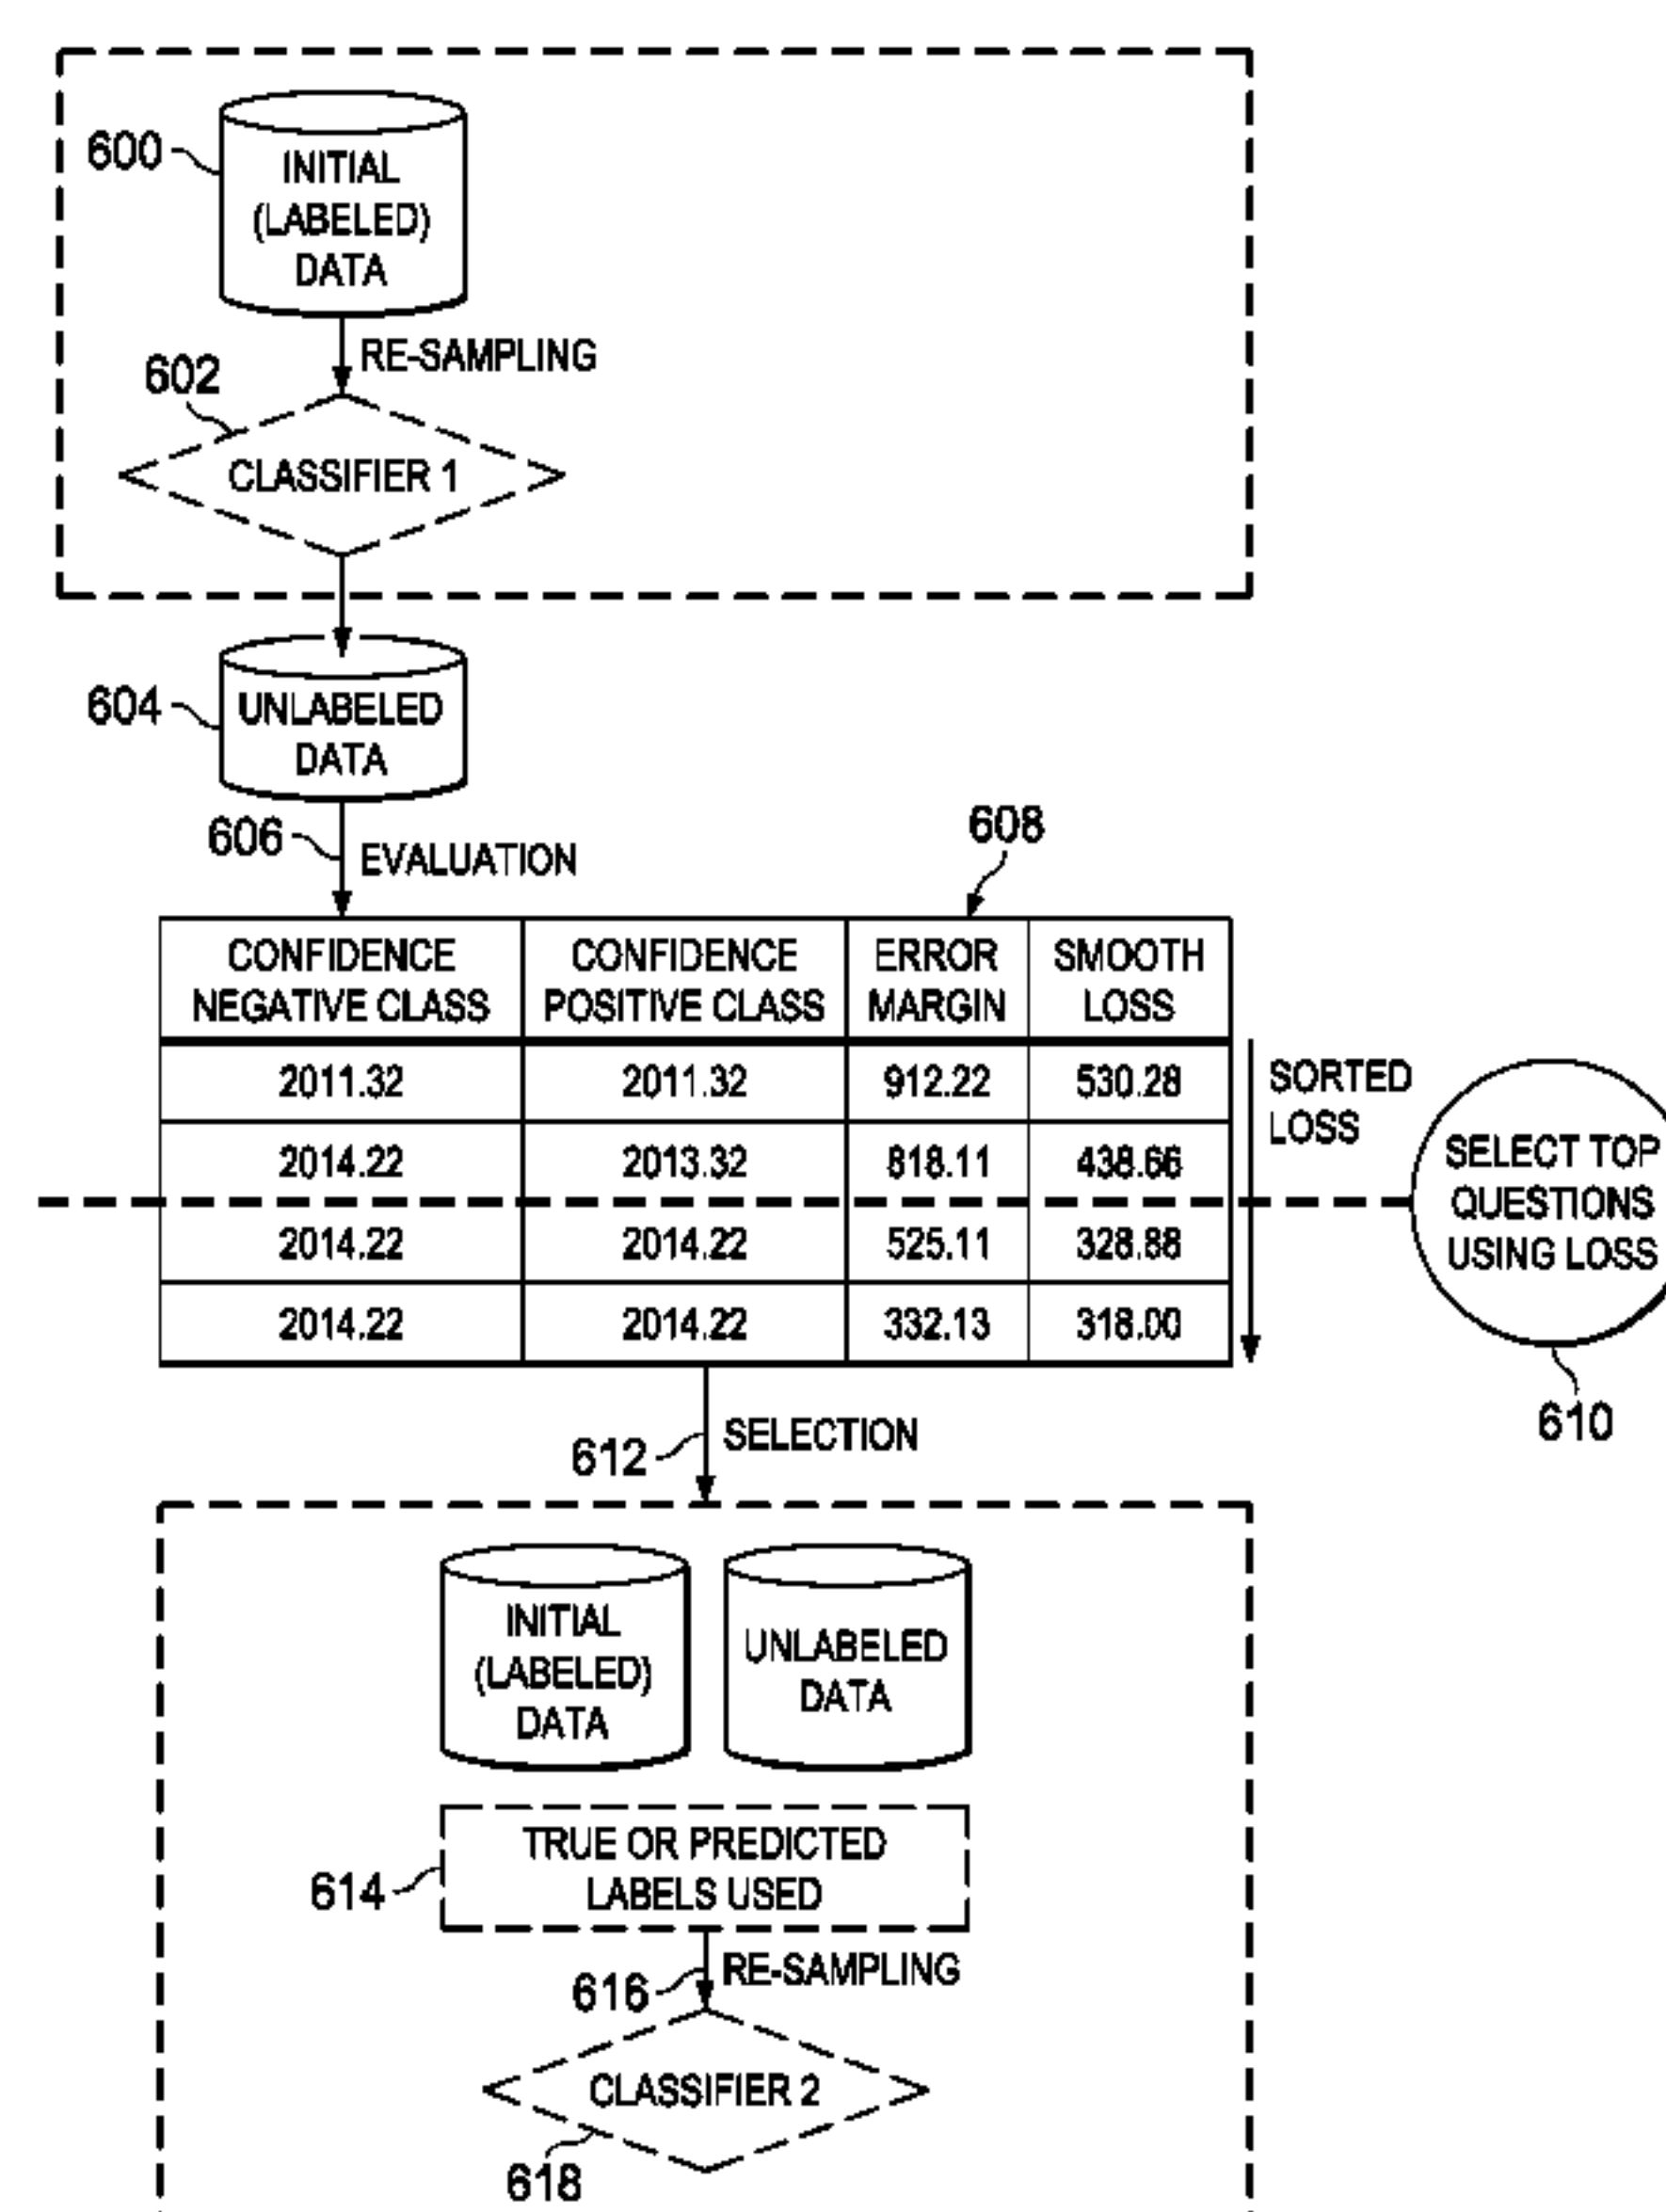 600
INITIAL
(LABELED)
DATA
RE-SAMPLING
602
CLASSIFIER 1
604
UNLABELED
DATA
606
EVALUATION
608
CONFIDENCE NEGATIVE CLASS
CONFIDENCE POSITIVE CLASS
ERROR MARGIN
SMOOTH LOSS
2011.32 2011.32 912.22 530.28
2014.22 2013.32 818.11 438.66
2014.22 2014.22 525.11 328.88
2014.22 2014.22 332.13 318.00
SORTED
LOSS
SELECT TOP
QUESTIONS
USING LOSS
610
612
SELECTION
INITIAL
(LABELED)
DATA
UNLABELED
DATA
614
TRUE OR PREDICTED
LABELS USED
616
RE-SAMPLING
CLASSIFIER 2
618